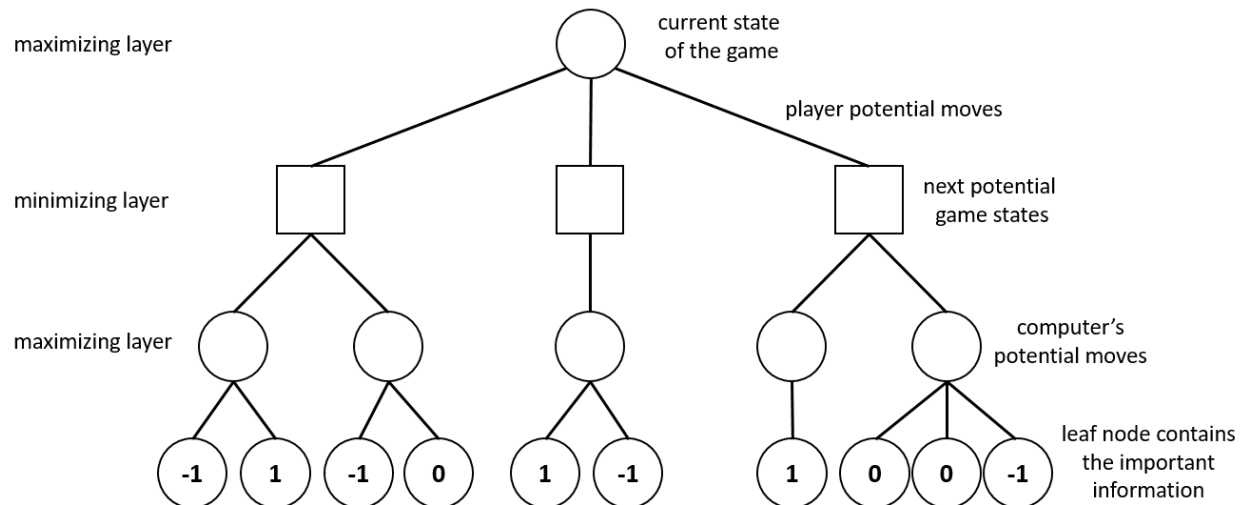 maximizing layer
current state
of the game
player potential moves
minimizing layer
next potential
game states
maximizing layer
computer’s
potential moves
-1 1 -1 0 1 -1 1 0 0 -1
leaf node contains
the important
information